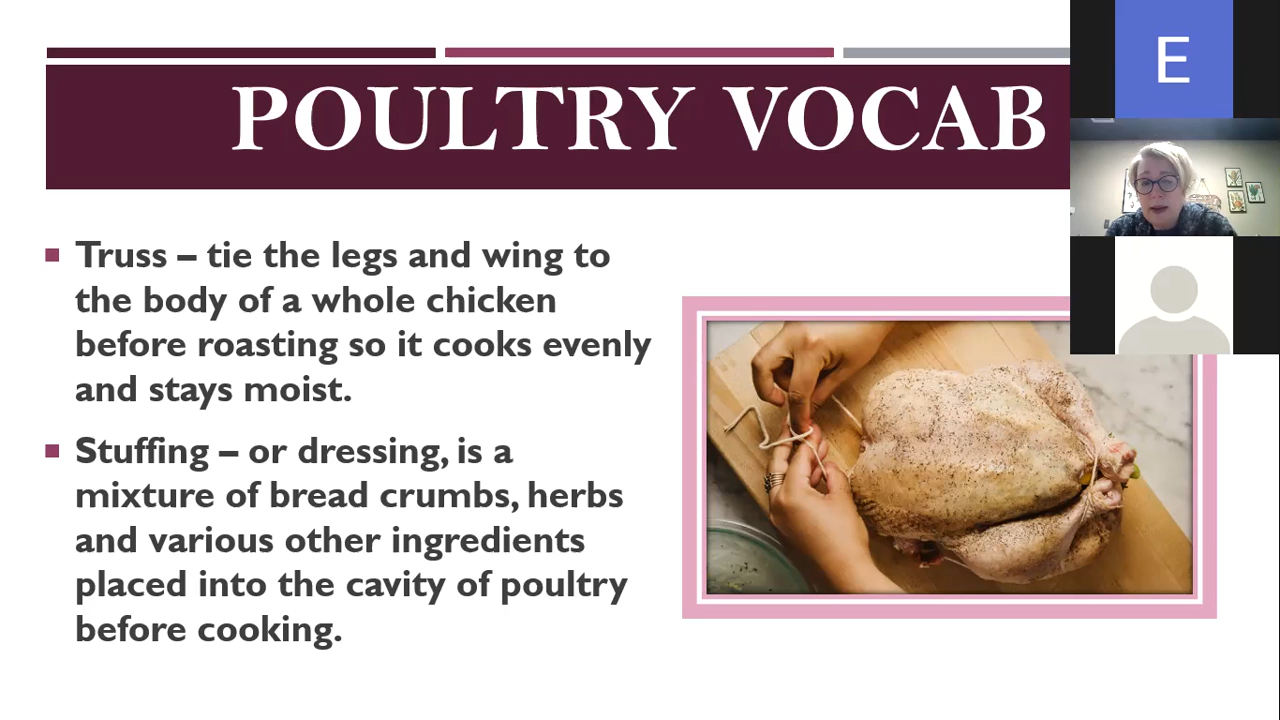 POULTRY VOCAB
E
Truss – tie the legs and wing to
the body of a whole chicken
before roasting so it cooks evenly
and stays moist.
Stuffing – or dressing, is a
mixture of bread crumbs, herbs
and various other ingredients
placed into the cavity of poultry
before cooking.